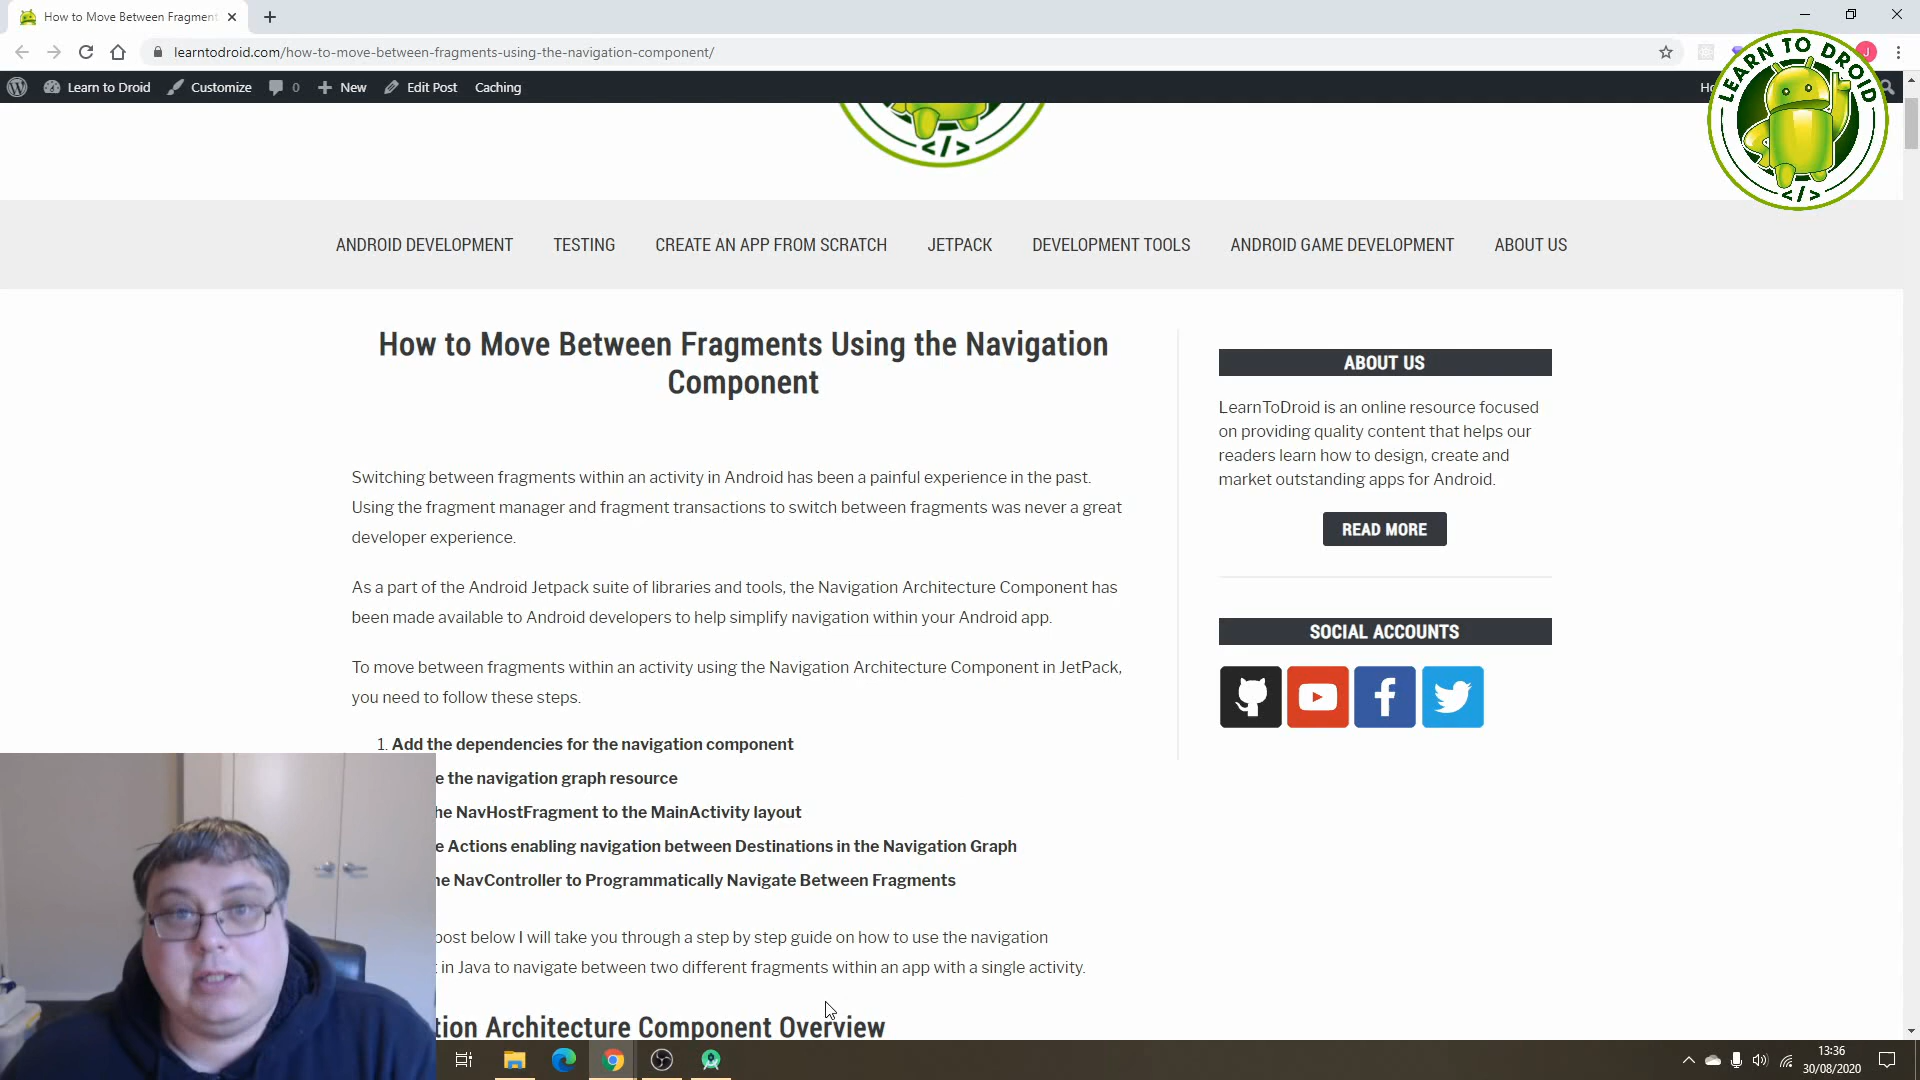 How to Move Between Fragment
learntodroid.com/how-to-move-between-fragments-using-the-navigation-component/
Learn to Droid Customize 0 New Edit Post Caching
LEARN TO DROID
</>
</>
ANDROID DEVELOPMENT TESTING CREATE AN APP FROM SCRATCH JETPACK DEVELOPMENT TOOLS ANDROID GAME DEVELOPMENT ABOUT US
How to Move Between Fragments Using the Navigation
Component
Switching between fragments within an activity in Android has been a painful experience in the past.
Using the fragment manager and fragment transactions to switch between fragments was never a great
developer experience.
As a part of the Android Jetpack suite of libraries and tools, the Navigation Architecture Component has
been made available to Android developers to help simplify navigation within your Android app.
To move between fragments within an activity using the Navigation Architecture Component in JetPack,
you need to follow these steps.
1. Add the dependencies for the navigation component
e the navigation graph resource
he NavHostFragment to the MainActivity layout
e Actions enabling navigation between Destinations in the Navigation Graph
he NavController to Programmatically Navigate Between Fragments
post below I will take you through a step by step guide on how to use the navigation
t in Java to navigate between two different fragments within an app with a single activity.
tion Architecture Component Overview
ABOUT US
LearnToDroid is an online resource focused
on providing quality content that helps our
readers learn how to design, create and
market outstanding apps for Android.
READ MORE
SOCIAL ACCOUNTS
13:36
30/08/2020